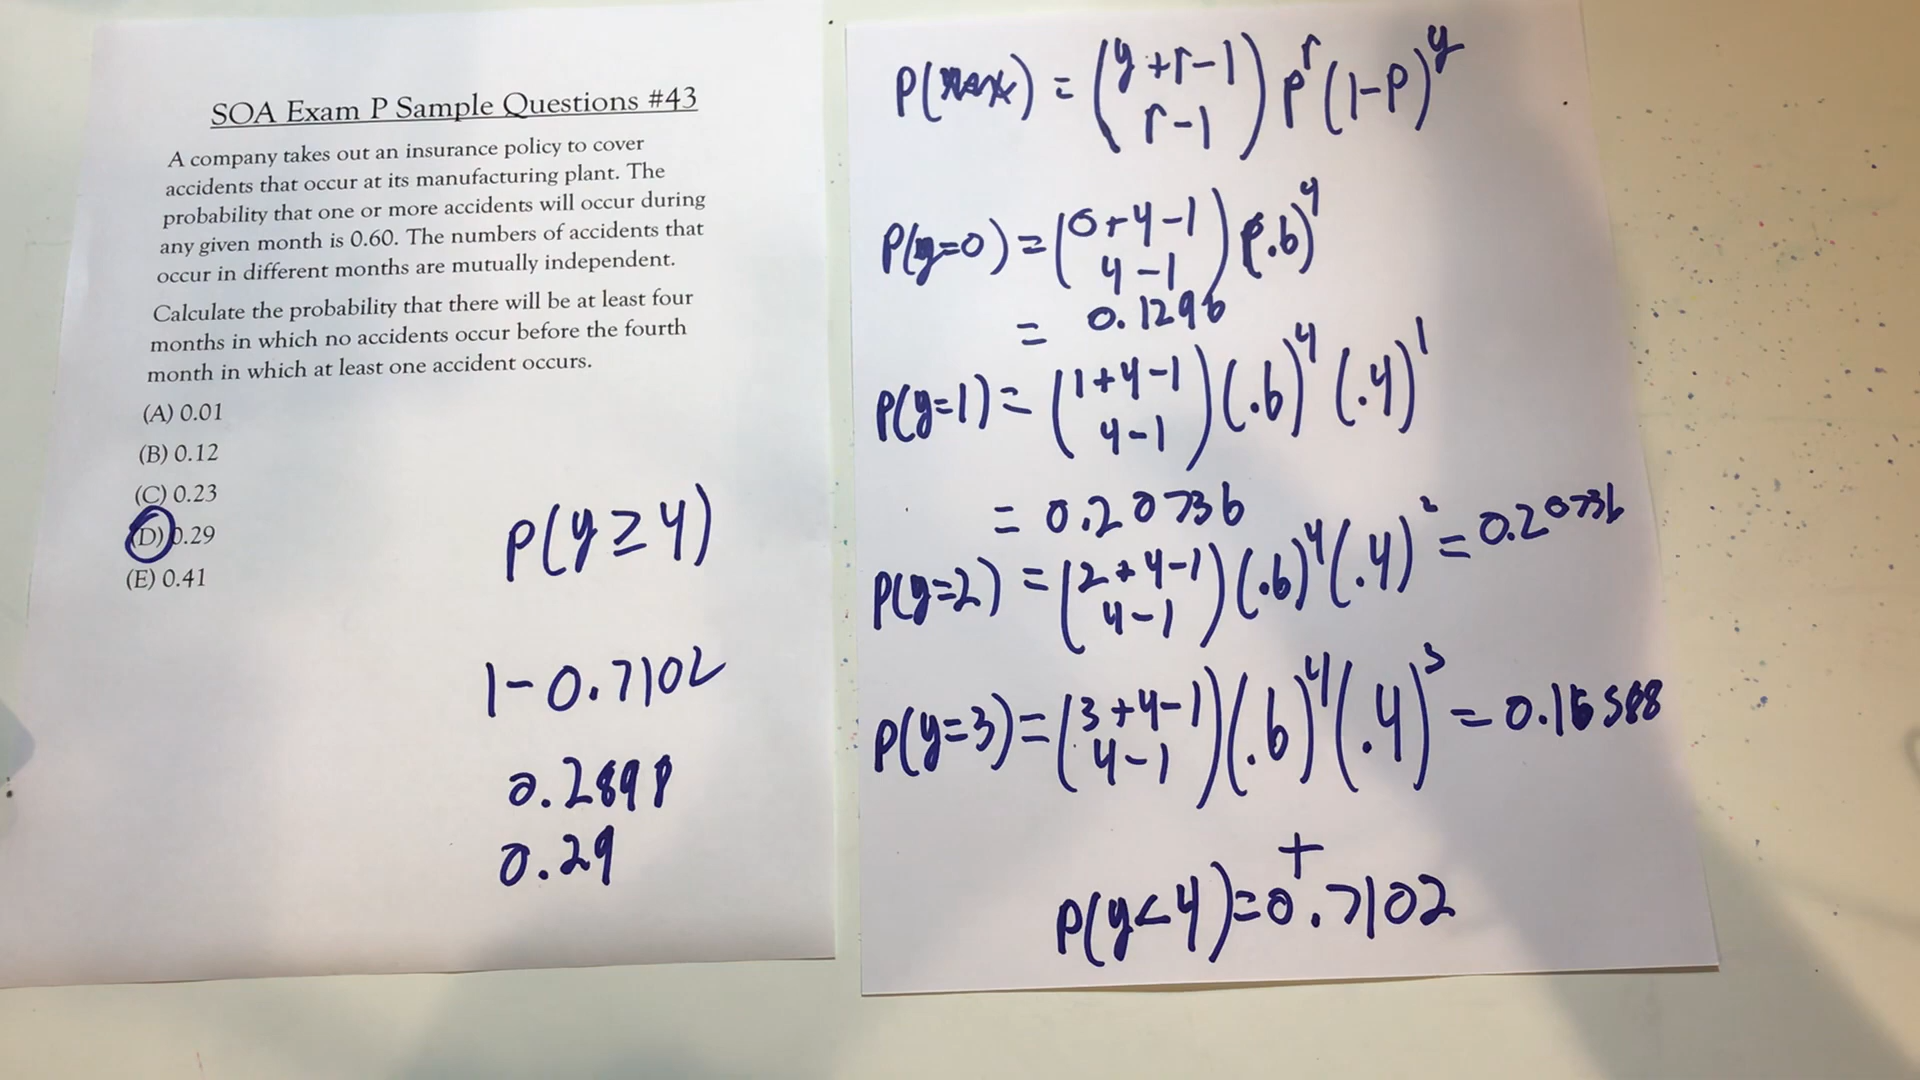 SOA Exam P Sample Questions #43
A company takes out an insurance policy to cover
accidents that occur at its manufacturing plant. The
probability that one or more accidents will occur during
any given month is 0.60. The numbers of accidents that
occur in different months are mutually independent.
Calculate the probability that there will be at least four
months in which no accidents occur before the fourth
month in which at least one accident occurs.
(A) 0.01
(B) 0.12
(C) 0.23
(D) 0.29
(E) 0.41
P(y ≥ 4)
1 - 0.7102
0.2898
0.29
P( ) = (y + r - 1 / r - 1) p^r (1 - p)^y
P(y=0) = (0 + 4 - 1 / 4 - 1) (.6)^4
= 0.1296
P(y=1) = (1 + 4 - 1 / 4 - 1) (.6)^4 (.4)^1
= 0.20736
P(y=2) = (2 + 4 - 1 / 4 - 1) (.6)^4 (.4)^2 = 0.20736
P(y=3) = (3 + 4 - 1 / 4 - 1) (.6)^4 (.4)^3 = 0.16588
+
P(y < 4) = 0.7102